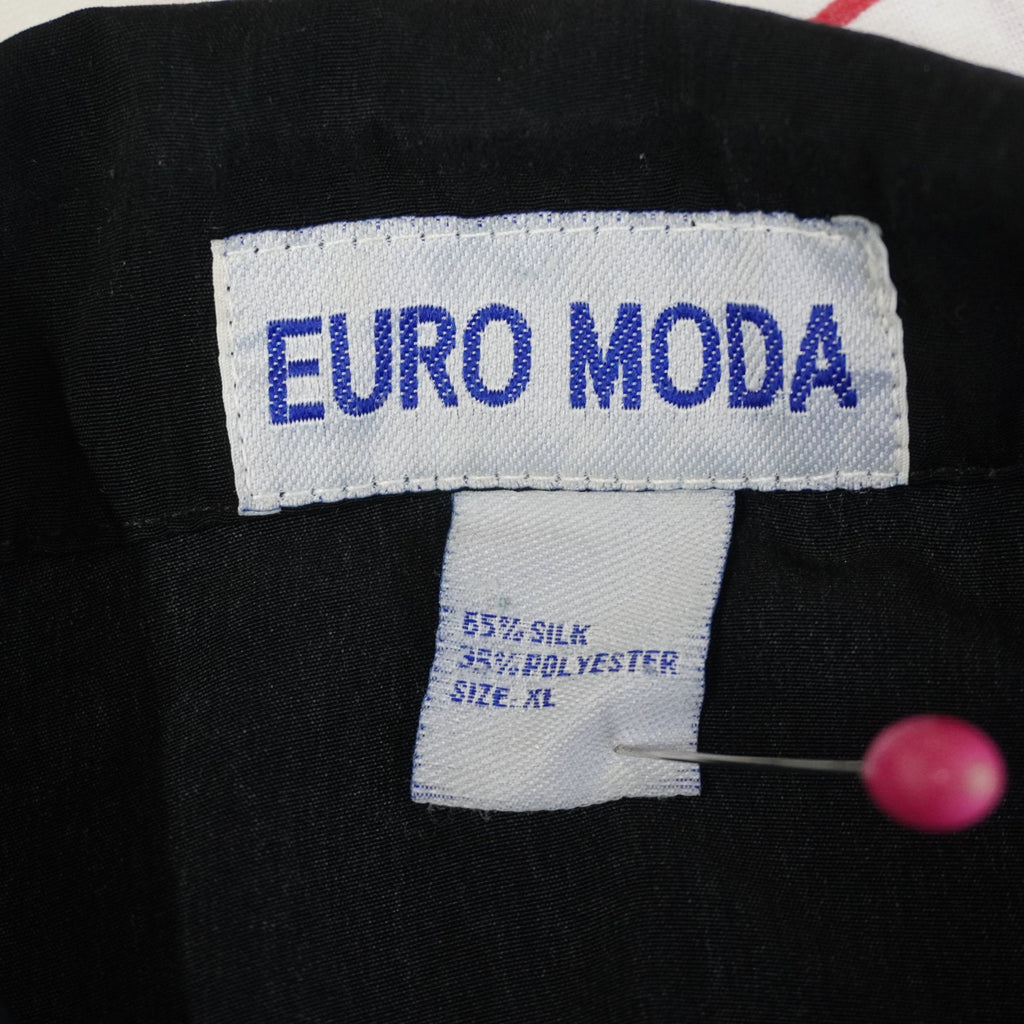 EURO MODA
65% SILK
35% POLYESTER
SIZE: XL